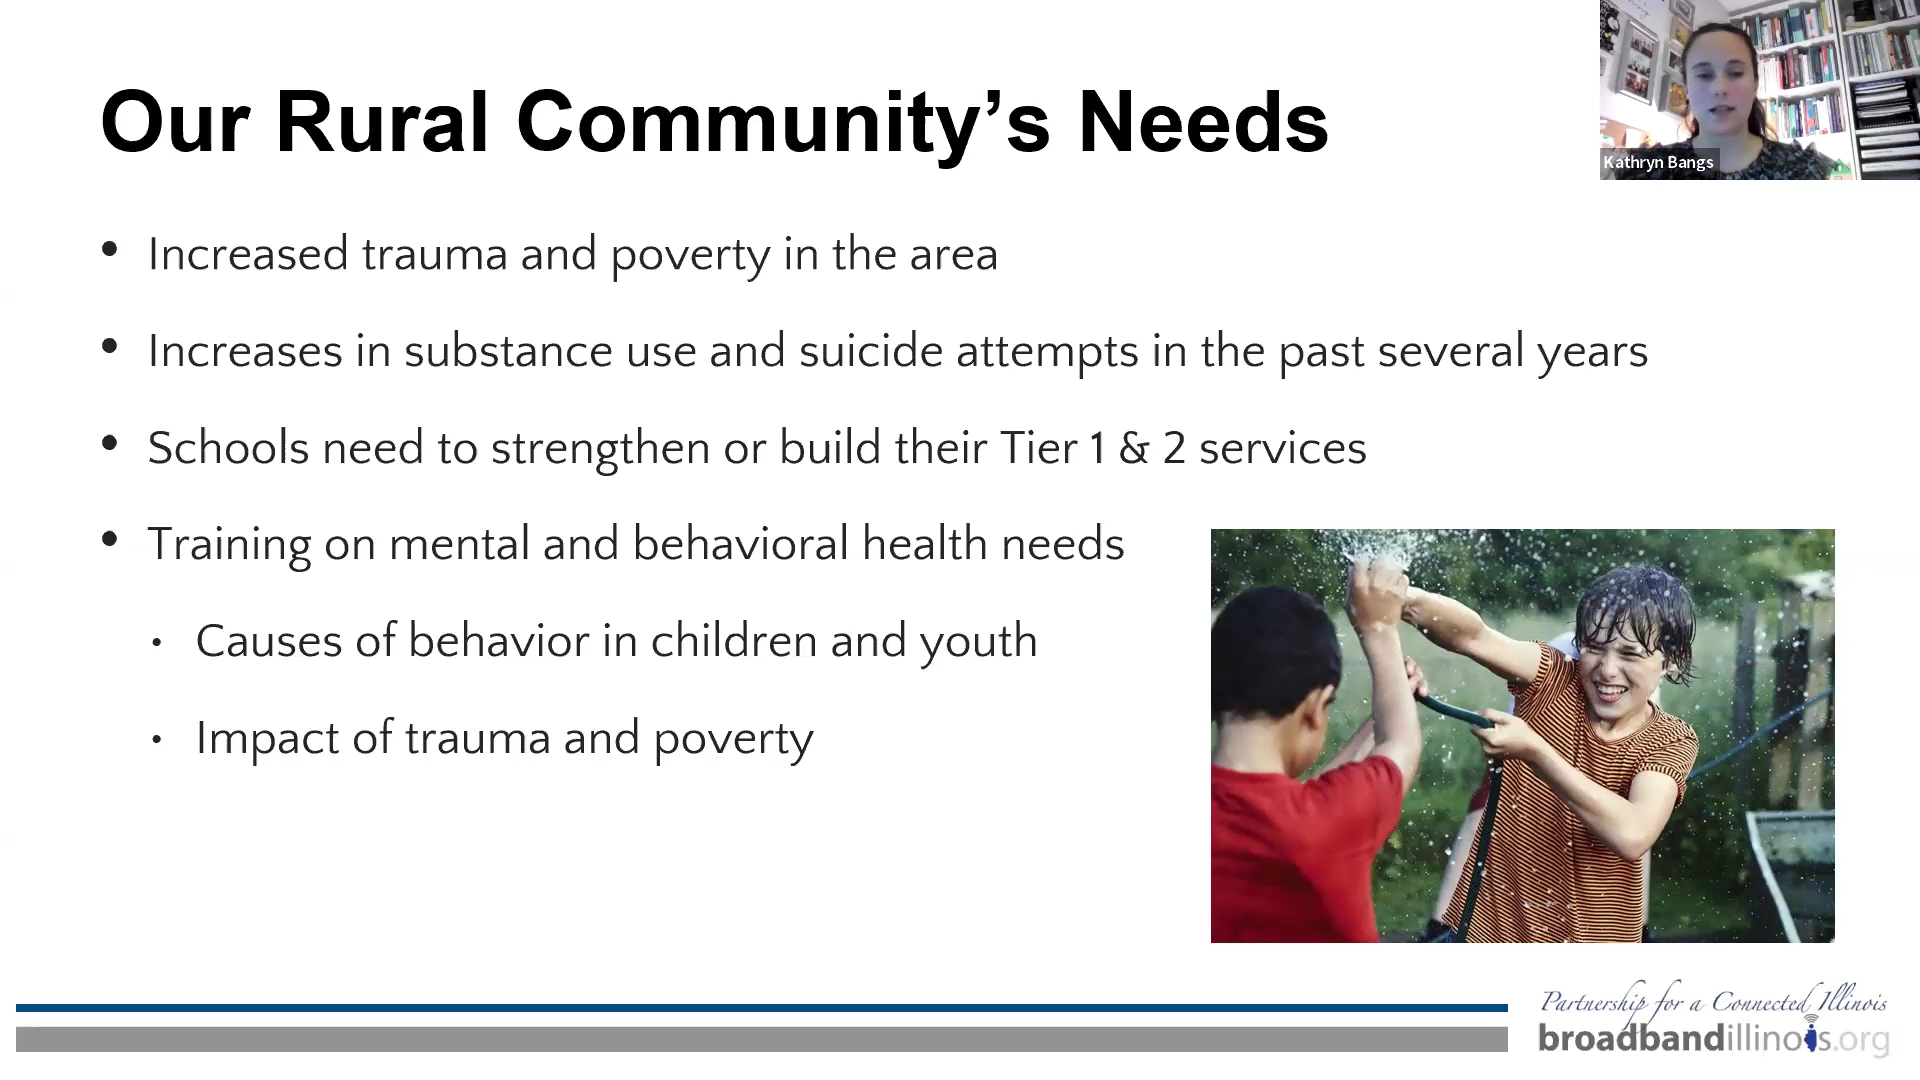 Our Rural Community’s Needs
Kathryn Bangs
• Increased trauma and poverty in the area
• Increases in substance use and suicide attempts in the past several years
• Schools need to strengthen or build their Tier 1 & 2 services
• Training on mental and behavioral health needs
• Causes of behavior in children and youth
• Impact of trauma and poverty
Partnership for a Connected Illinois
broadbandillinois.org